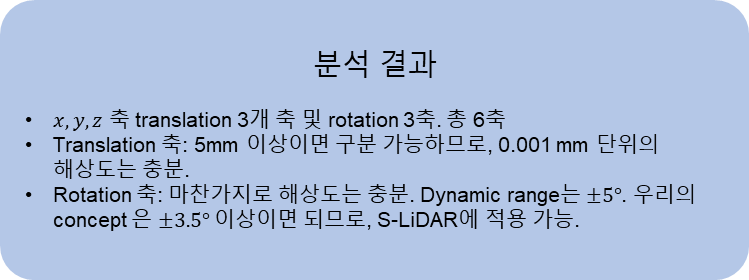 분석 결과
• x, y, z 축 translation 3개 축 및 rotation 3축. 총 6축
• Translation 축: 5mm 이상이면 구분 가능하므로, 0.001 mm 단위의
해상도는 충분.
• Rotation 축: 마찬가지로 해상도는 충분. Dynamic range는 ±5°. 우리의
concept 은 ±3.5° 이상이면 되므로, S-LiDAR에 적용 가능.